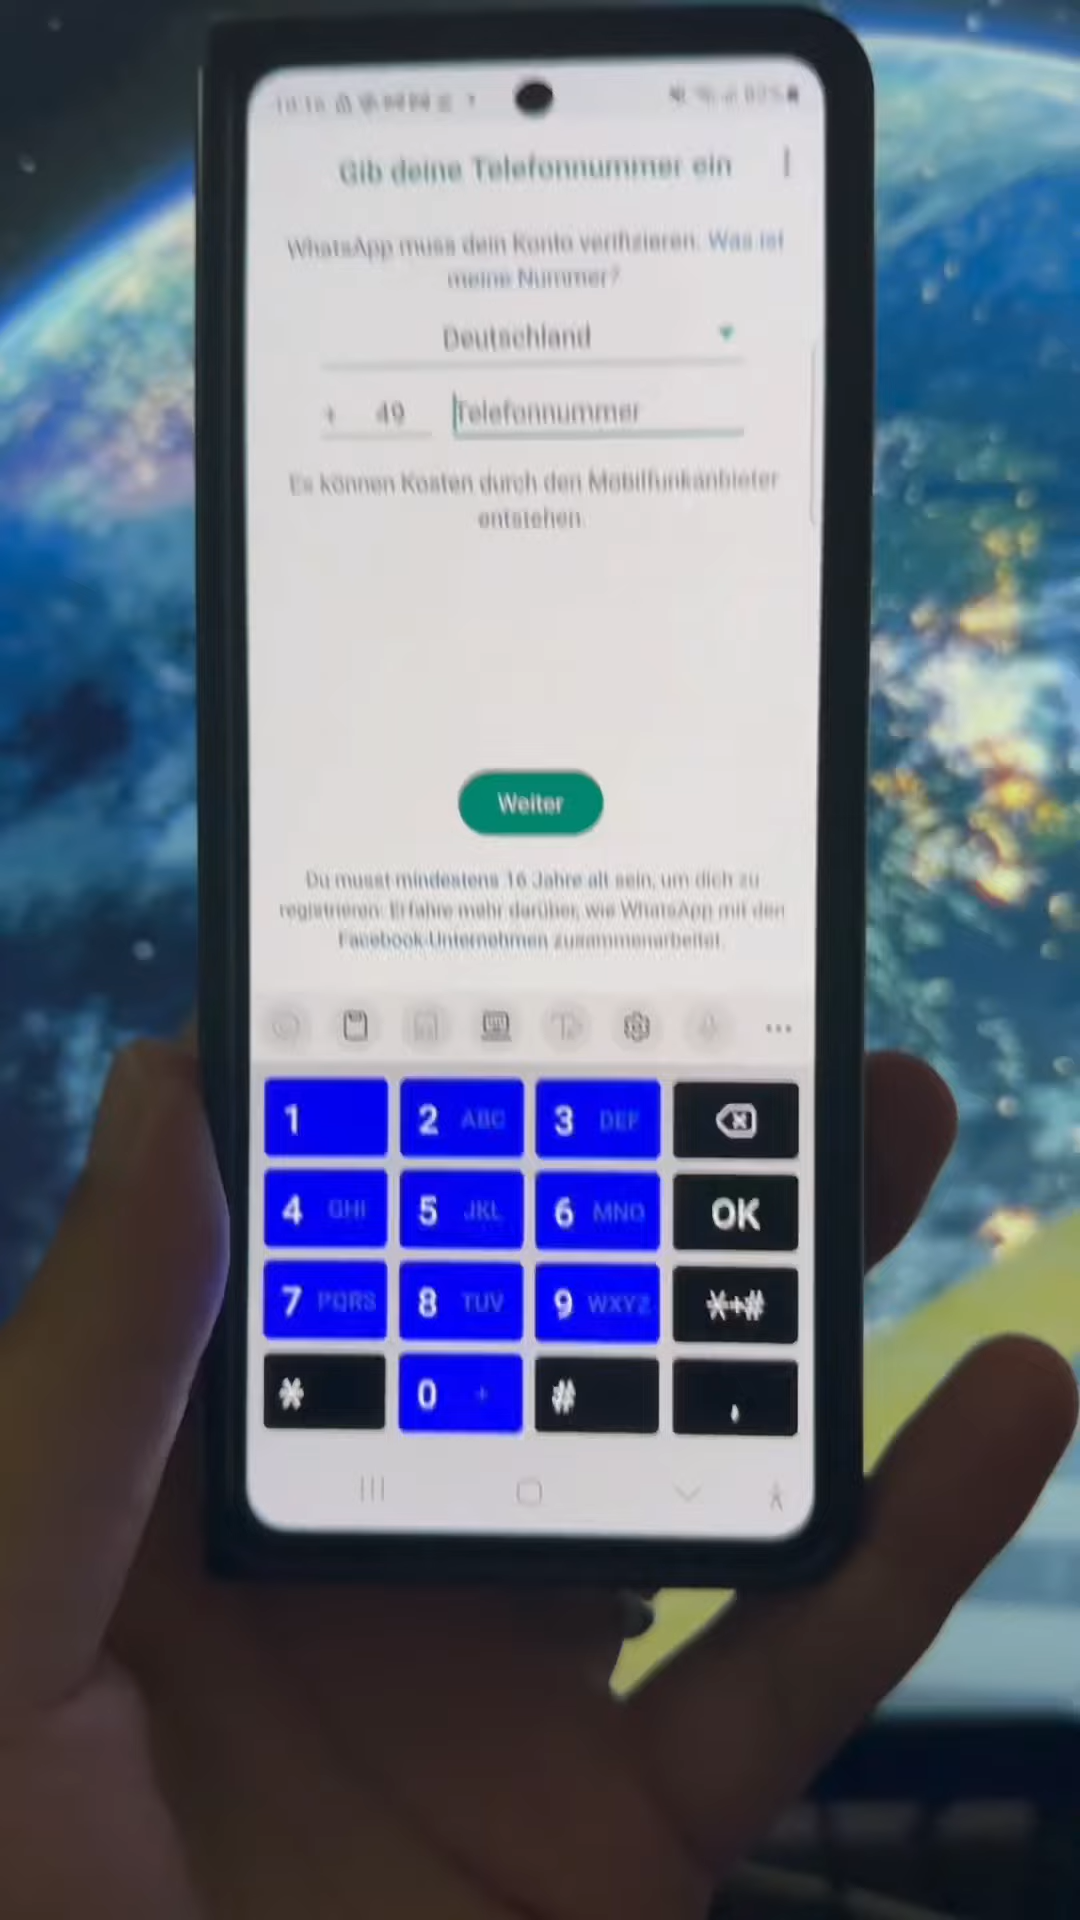 Gib deine Telefonnummer ein
WhatsApp muss dein Konto verifizieren. Was ist
meine Nummer?
Deutschland
+ 49 Telefonnummer
Es können Kosten durch den Mobilfunkanbieter
entstehen.
Weiter
Du musst mindestens 16 Jahre alt sein, um dich zu
registrieren. Erfahre mehr darüber, wie WhatsApp mit den
Facebook-Unternehmen zusammenarbeitet.
1 2 ABC 3 DEF
4 GHI 5 JKL 6 MNO OK
7 PQRS 8 TUV 9 WXYZ *+#
* 0 + # ,